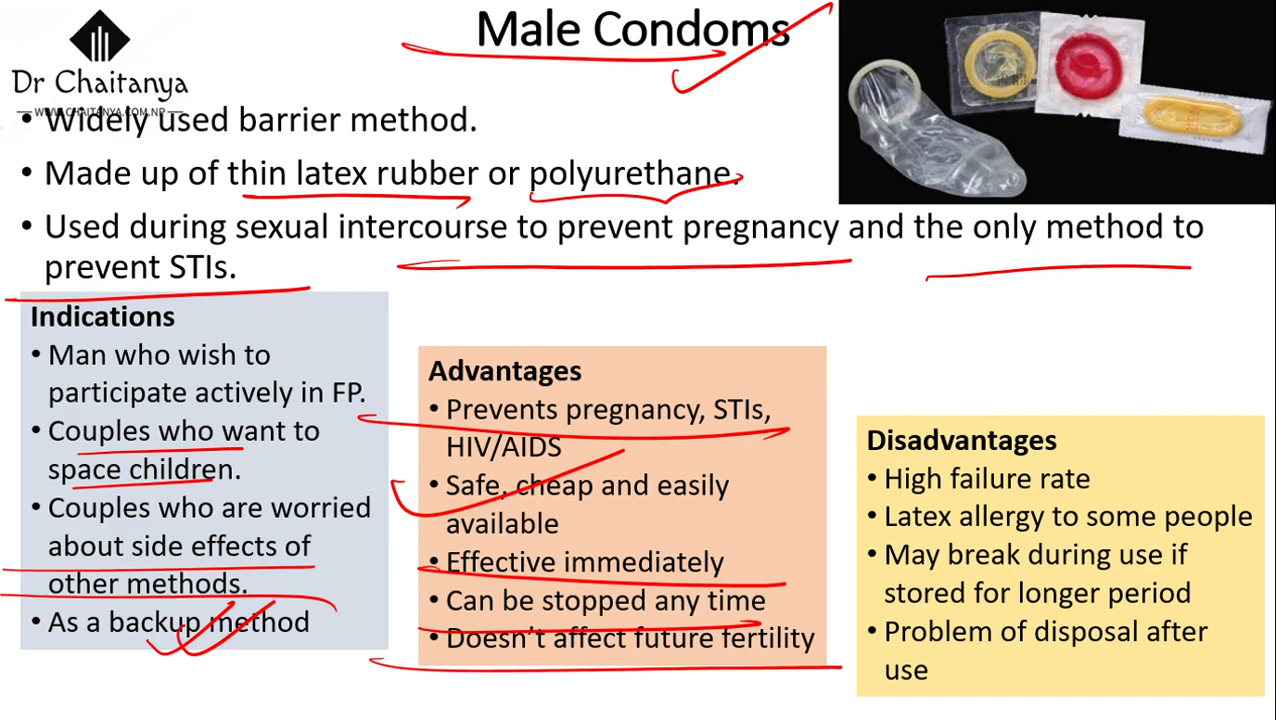 Male Condoms
Dr Chaitanya
WWW.CHAITANYA.COM.NP
• Widely used barrier method.
• Made up of thin latex rubber or polyurethane.
• Used during sexual intercourse to prevent pregnancy and the only method to
prevent STIs.
Indications
• Man who wish to
participate actively in FP.
• Couples who want to
space children.
• Couples who are worried
about side effects of
other methods.
• As a backup method
Advantages
• Prevents pregnancy, STIs,
HIV/AIDS
• Safe, cheap and easily
available
• Effective immediately
• Can be stopped any time
• Doesn't affect future fertility
Disadvantages
• High failure rate
• Latex allergy to some people
• May break during use if
stored for longer period
• Problem of disposal after
use